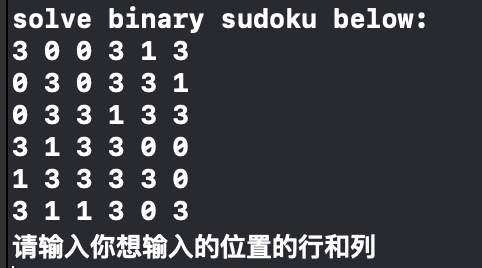 solve binary sudoku below:
3 0 0 3 1 3
0 3 0 3 3 1
0 3 3 1 3 3
3 1 3 3 0 0
1 3 3 3 3 0
3 1 1 3 0 3
请输入你想输入的位置的行和列